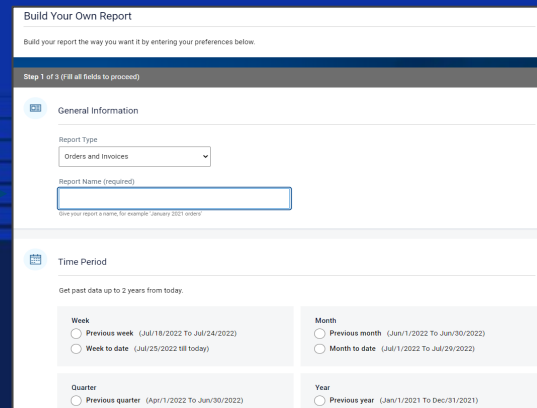 Build Your Own Report
Build your report the way you want it by entering your preferences below.
Step 1 of 3 (Fill all fields to proceed)
General Information
Report Type
Orders and Invoices
Report Name (required)
Give your report a name, for example 'January 2021 orders'
Time Period
Get past data up to 2 years from today.
Week
Previous week (Jul/18/2022 To Jul/24/2022)
Week to date (Jul/25/2022 till today)
Month
Previous month (Jun/1/2022 To Jun/30/2022)
Month to date (Jul/1/2022 To Jul/29/2022)
Quarter
Previous quarter (Apr/1/2022 To Jun/30/2022)
Year
Previous year (Jan/1/2021 To Dec/31/2021)